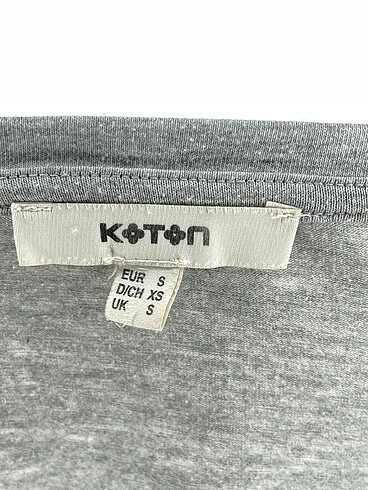 KOTON
EUR S
D/CH XS
UK S